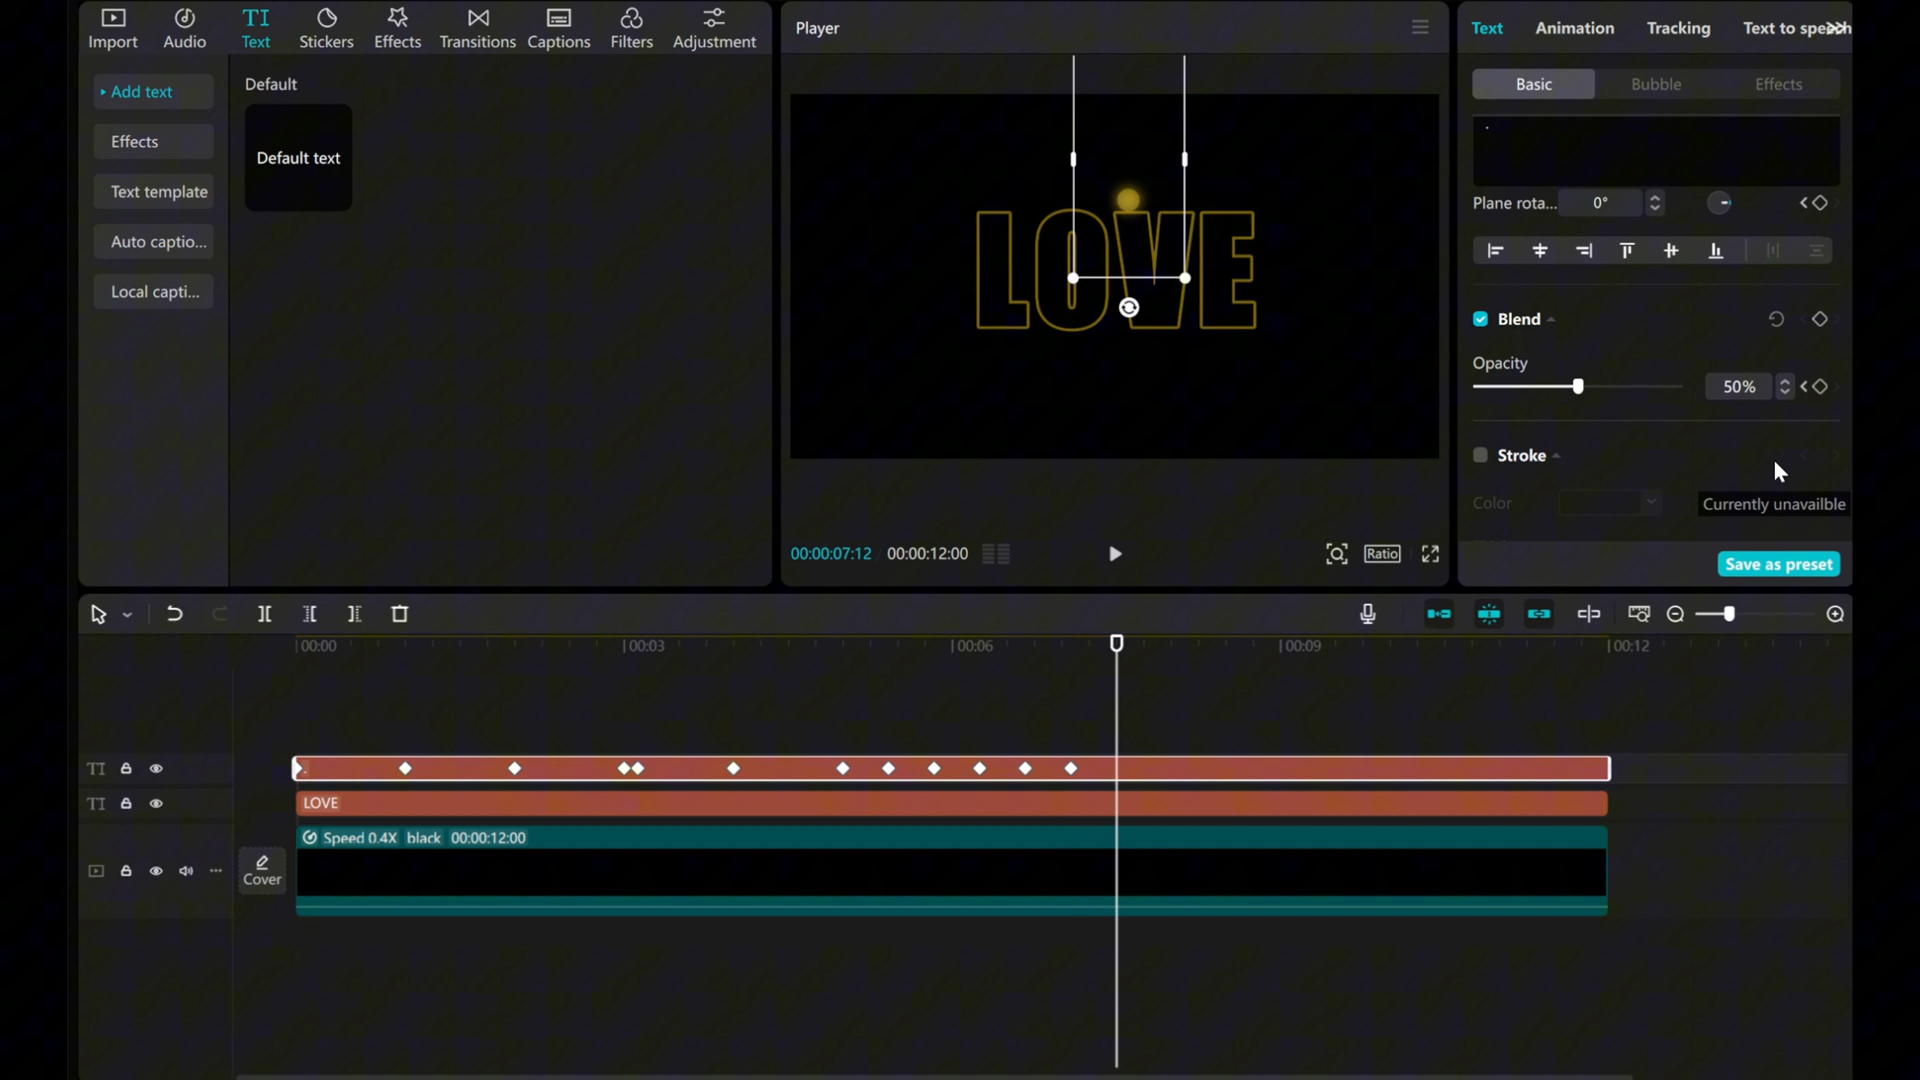 Import Audio Text Stickers Effects Transitions Captions Filters Adjustment
Add text
Effects
Text template
Auto captio...
Local capti...
Default
Default text
Player
LOVE
00:00:07:12 00:00:12:00
Ratio
Text Animation Tracking Text to speech
Basic Bubble Effects
.
Plane rota... 0°
Blend
Opacity
50%
Stroke
Color
Currently unavailble
Save as preset
00:00 00:03 00:06 00:09 00:12
TI
TI LOVE
Cover
Speed 0.4X black 00:00:12:00